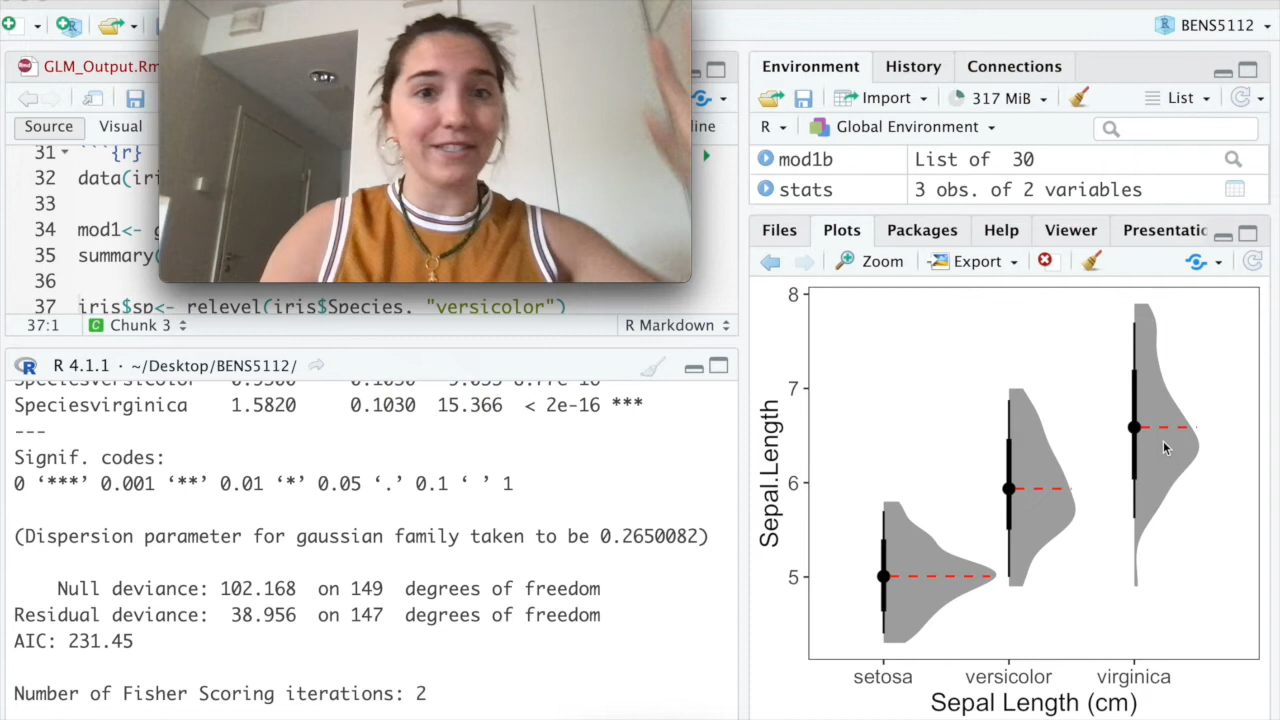 BENS5112
GLM_Output.Rm
Source Visual
line
31 ```{r}
32 data(iri
33
34 mod1<- g
35 summary(
36
37 iris$sp<- relevel(iris$Species, "versicolor")
37:1 Chunk 3 R Markdown
R 4.1.1 · ~/Desktop/BENS5112/
Speciesvirginica 1.5820 0.1030 15.366 < 2e-16 ***
---
Signif. codes:
0 ‘***’ 0.001 ‘**’ 0.01 ‘*’ 0.05 ‘.’ 0.1 ‘ ’ 1
(Dispersion parameter for gaussian family taken to be 0.2650082)
Null deviance: 102.168 on 149 degrees of freedom
Residual deviance: 38.956 on 147 degrees of freedom
AIC: 231.45
Number of Fisher Scoring iterations: 2
Environment History Connections
Import 317 MiB List
R Global Environment
mod1b List of 30
stats 3 obs. of 2 variables
Files Plots Packages Help Viewer Presentatic
Zoom Export
8
7
6
5
Sepal.Length
setosa versicolor virginica
Sepal Length (cm)